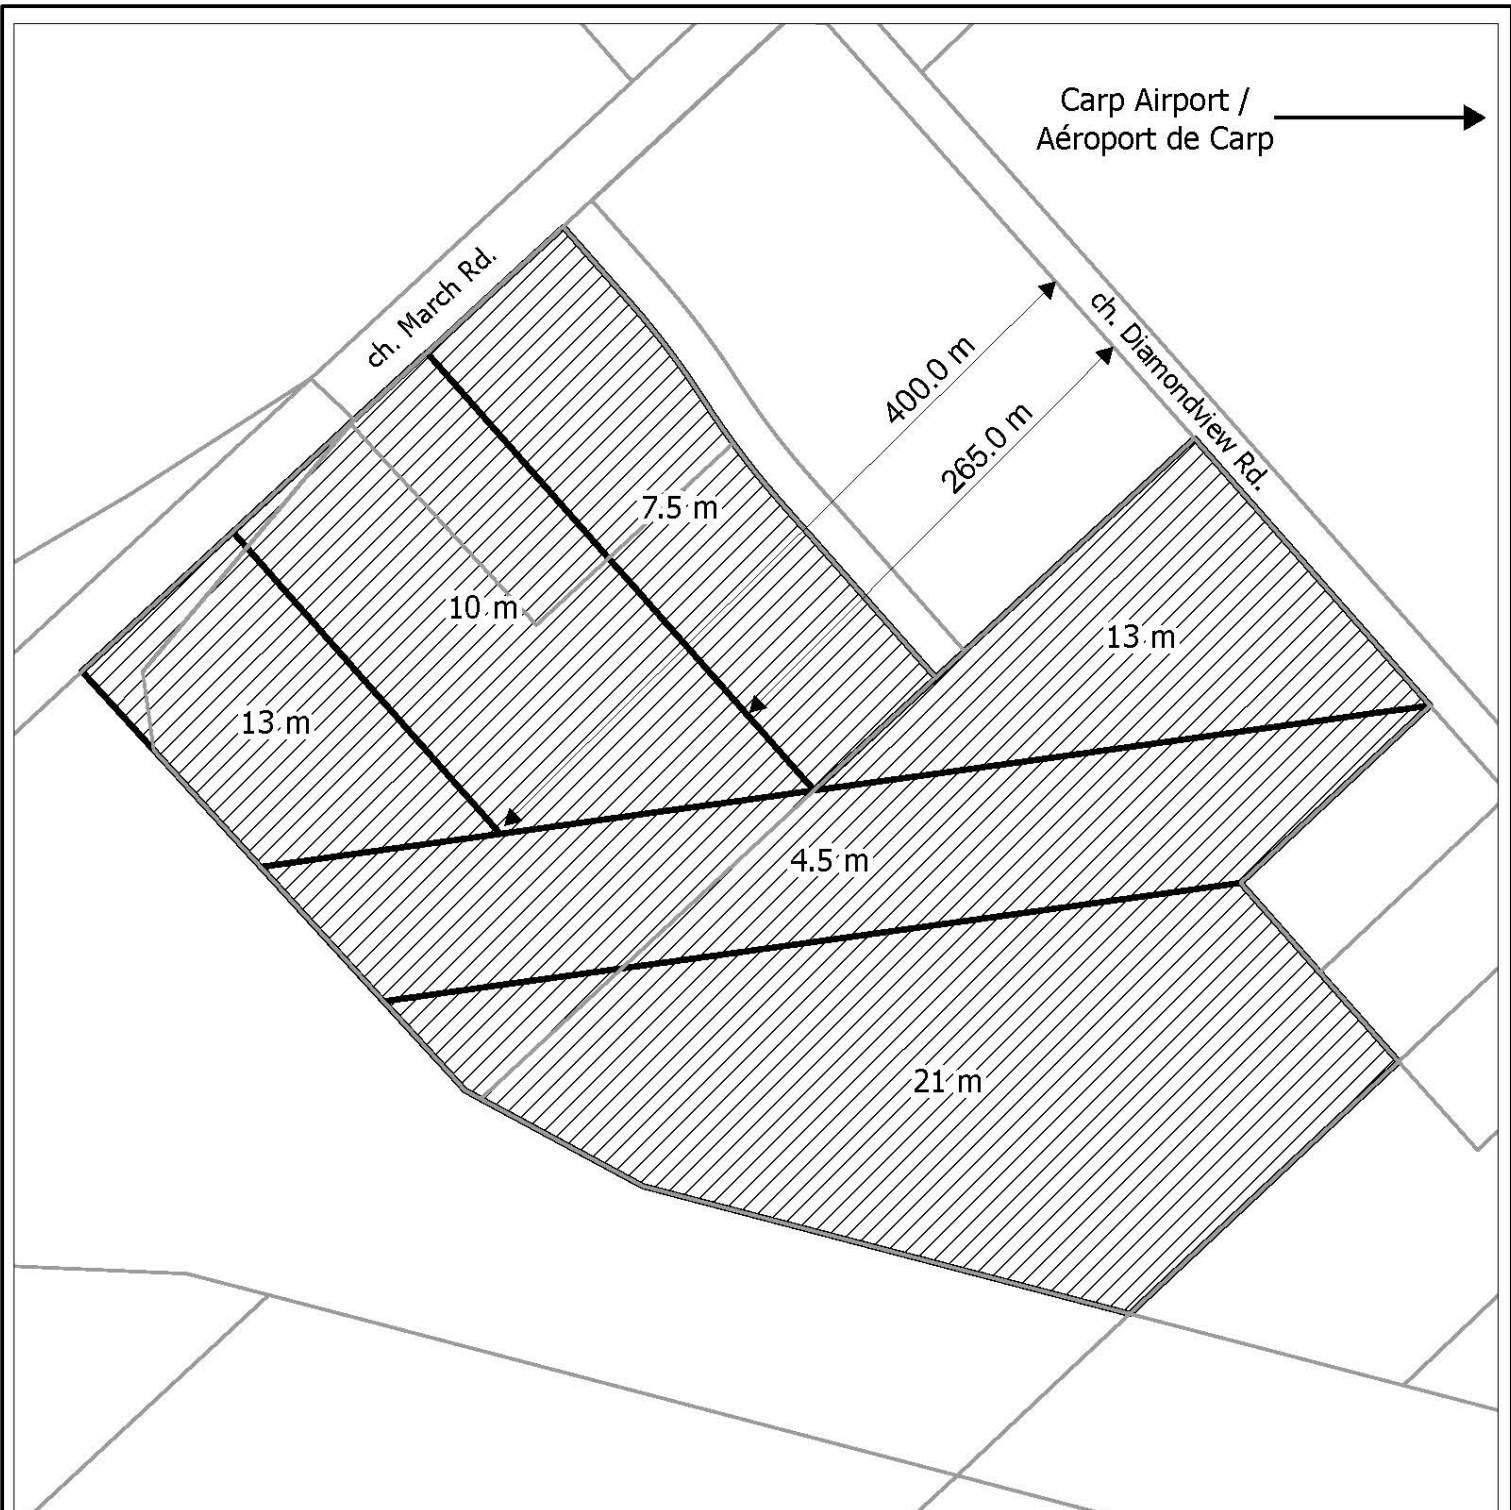 Carp Airport /
Aéroport de Carp
ch. March Rd.
ch. Diamondview Rd.
400.0 m
265.0 m
7.5 m
10 m
13 m
13 m
4.5 m
21 m